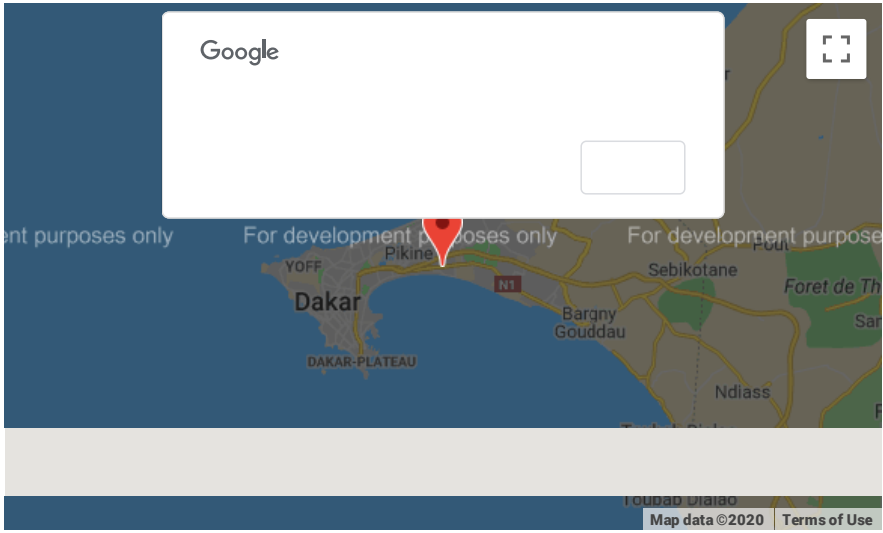 Google
r
ent purposes only
For development purposes only
For development purpose
Pout
Pikine
YOFF
Sebikotane
N1
Foret de Th
Dakar
Bargny
Gouddau
San
DAKAR-PLATEAU
Ndiass
F
Toubab Dialao
Map data ©2020
Terms of Use